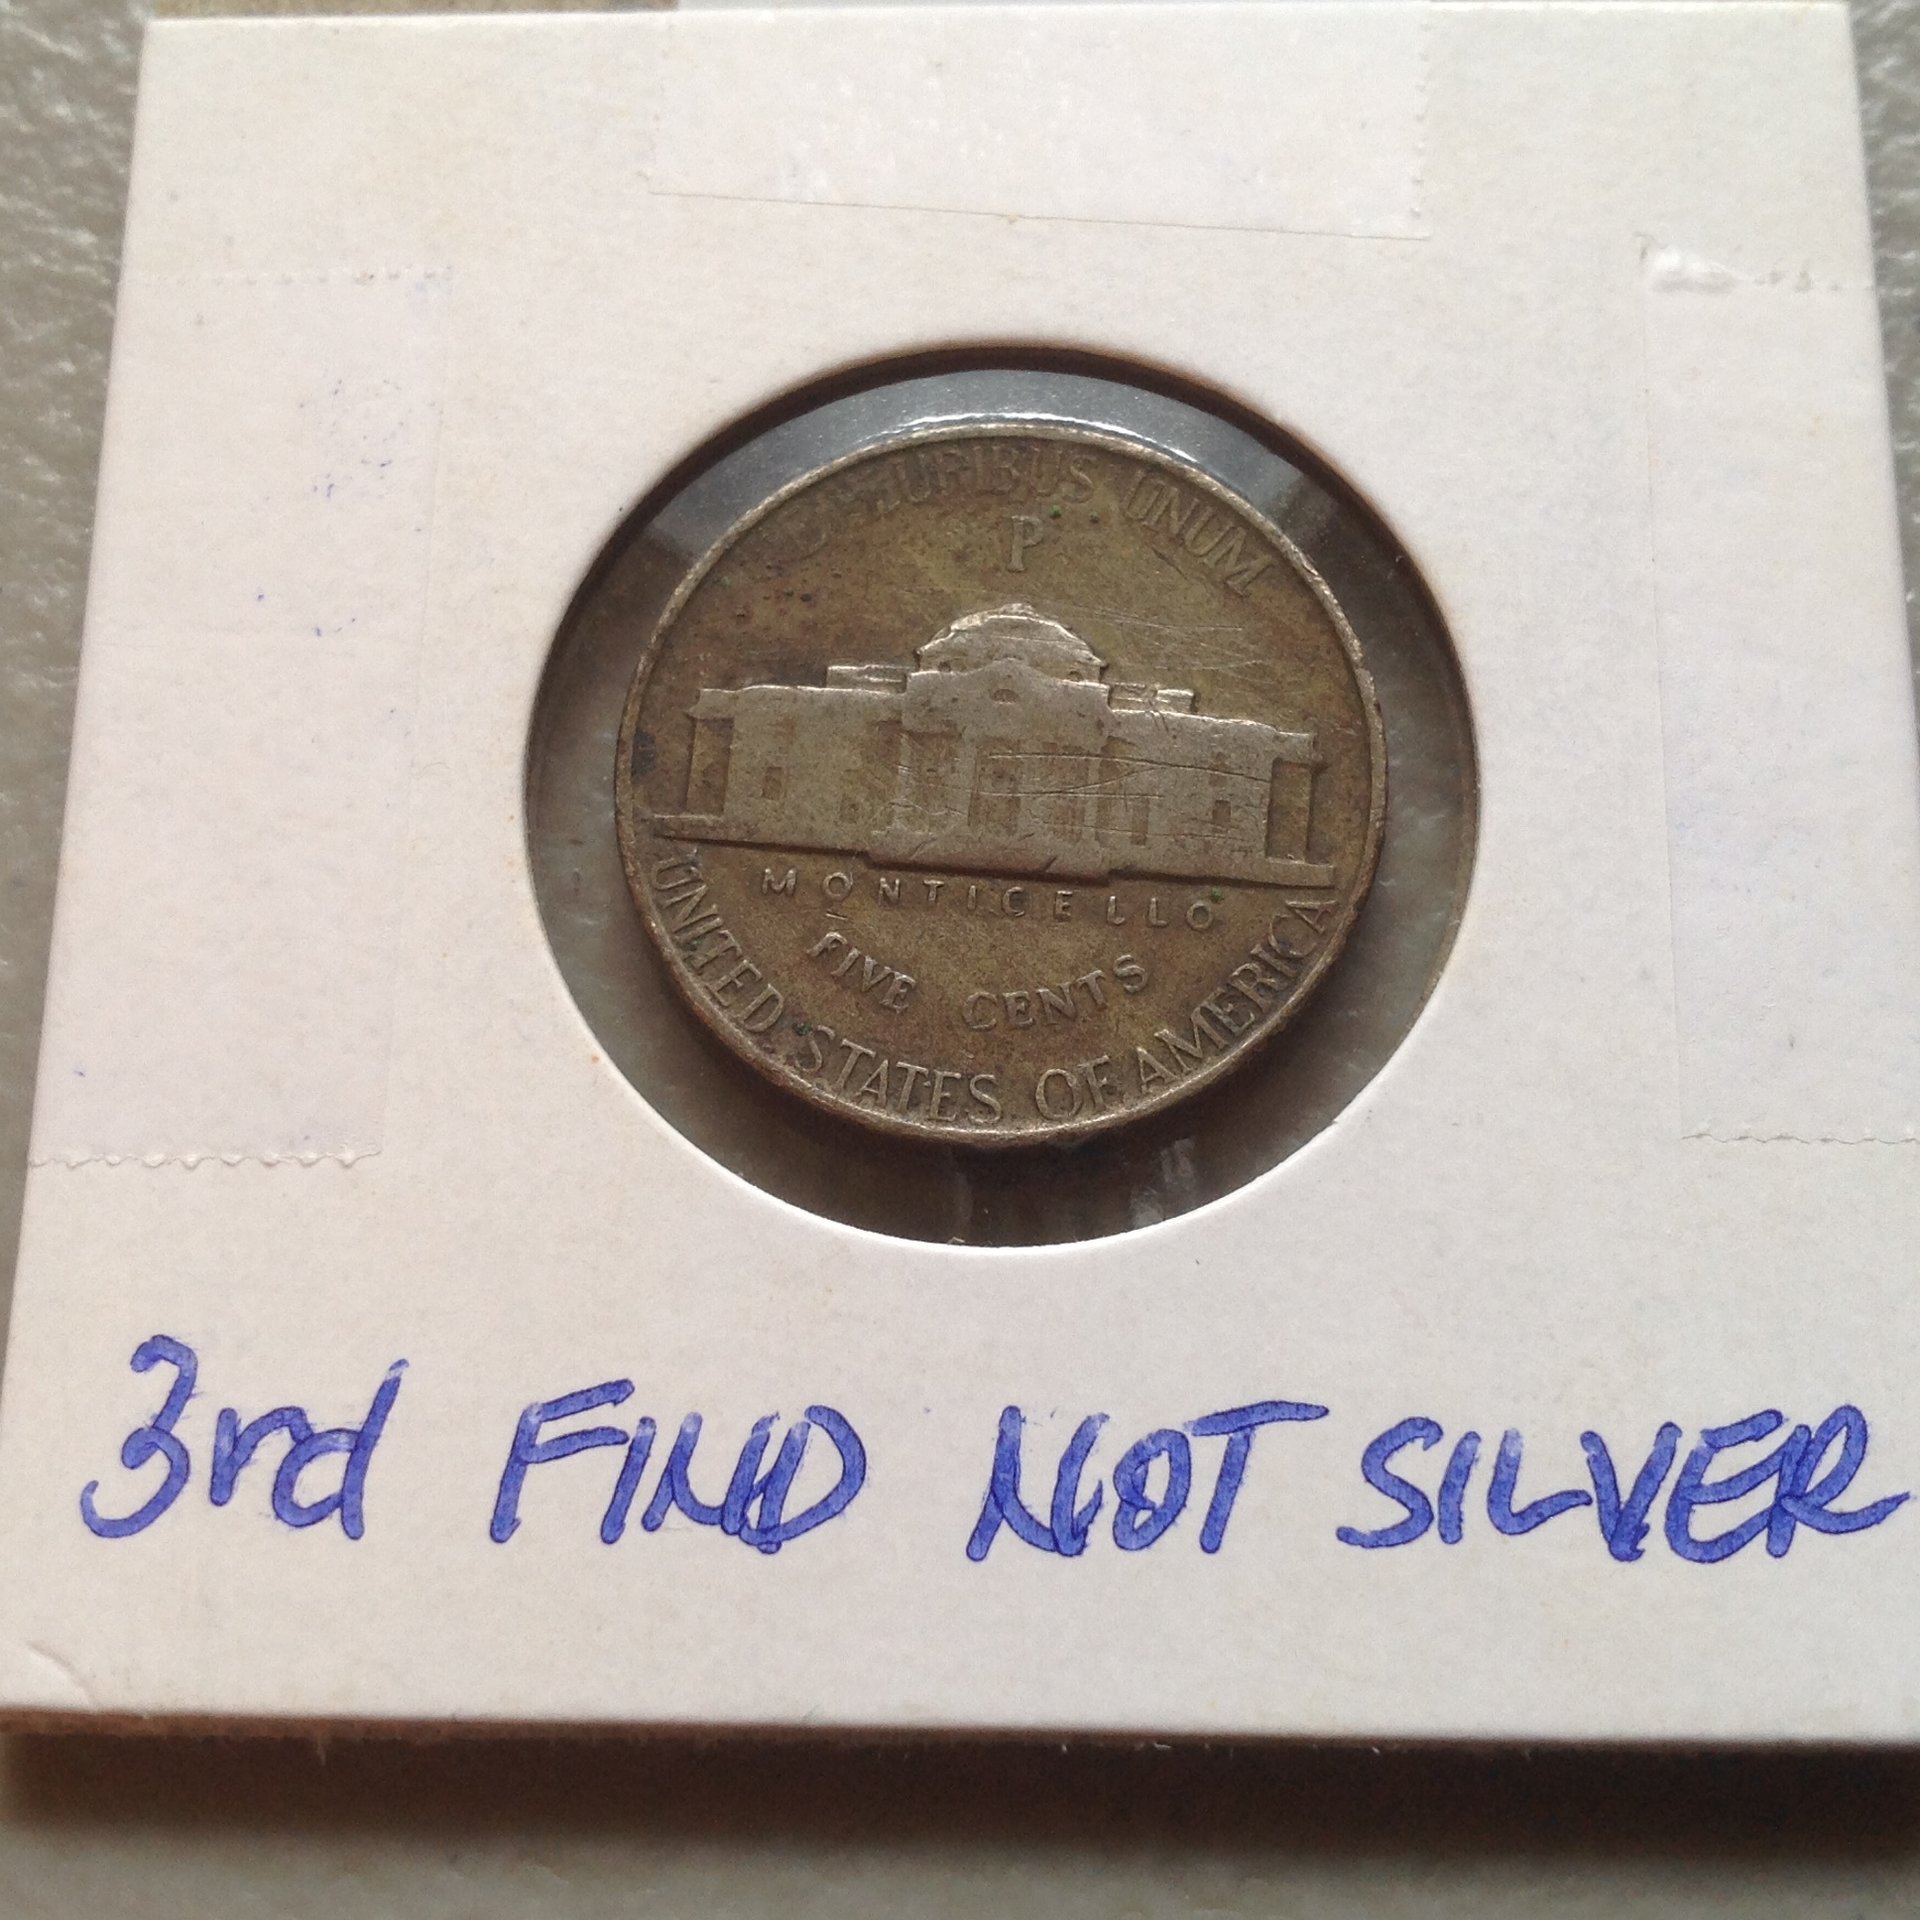 E PLURIBUS UNUM
P
MONTICELLO
FIVE CENTS
UNITED STATES OF AMERICA
3rd FIND NOT SILVER